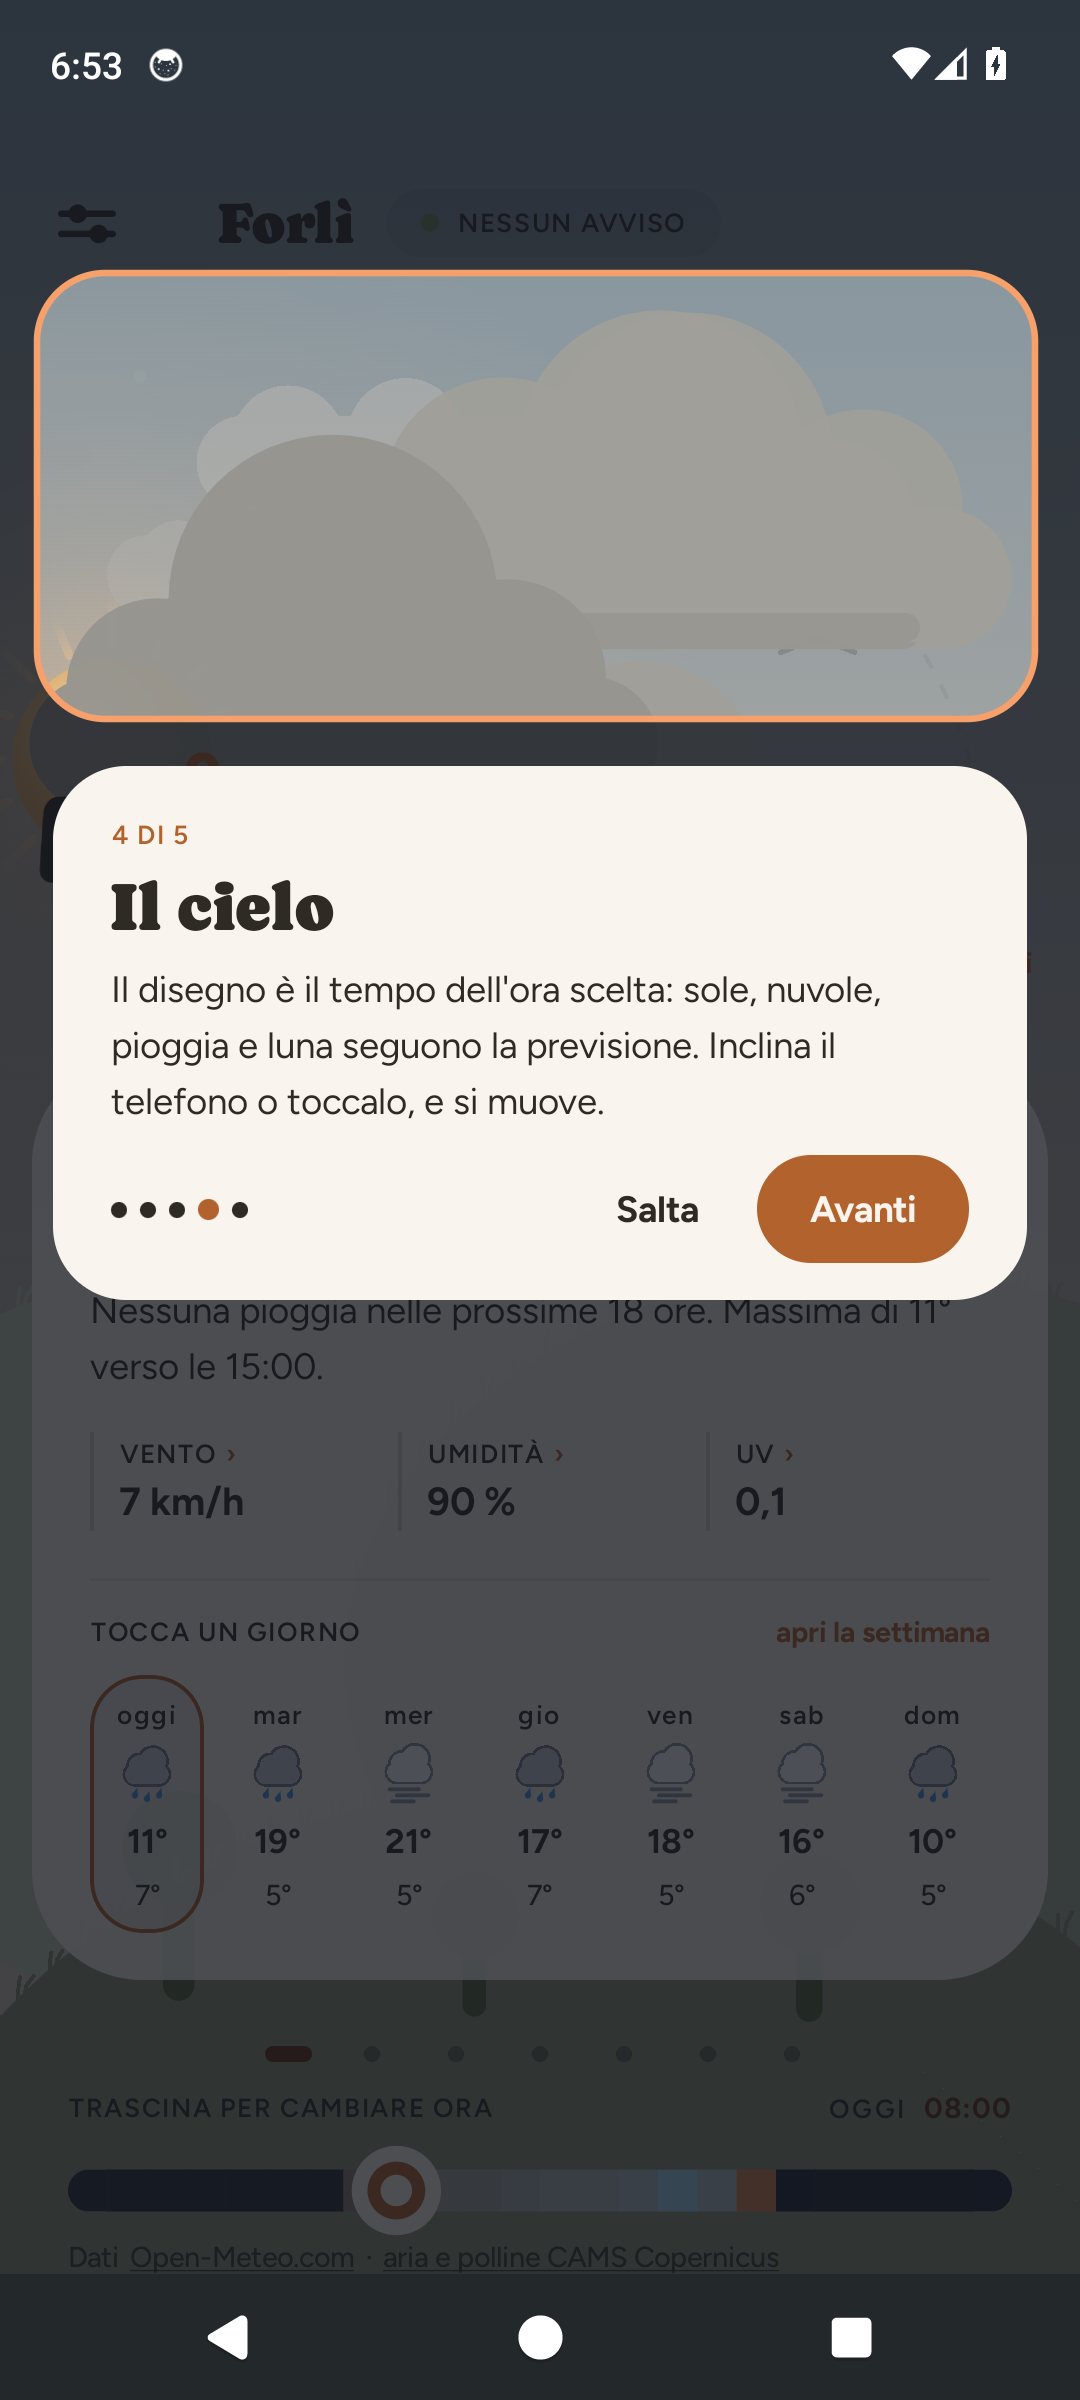 6:53
Forlì
NESSUN AVVISO
4 DI 5
Il cielo
Il disegno è il tempo dell'ora scelta: sole, nuvole,
pioggia e luna seguono la previsione. Inclina il
telefono o toccalo, e si muove.
Salta
Avanti
Nessuna pioggia nelle prossime 18 ore. Massima di 11°
verso le 15:00.
VENTO › UMIDITÀ › UV ›
7 km/h 90 % 0,1
TOCCA UN GIORNO apri la settimana
oggi mar mer gio ven sab dom
11° 19° 21° 17° 18° 16° 10°
7° 5° 5° 7° 5° 6° 5°
TRASCINA PER CAMBIARE ORA OGGI 08:00
Dati Open-Meteo.com · aria e polline CAMS Copernicus